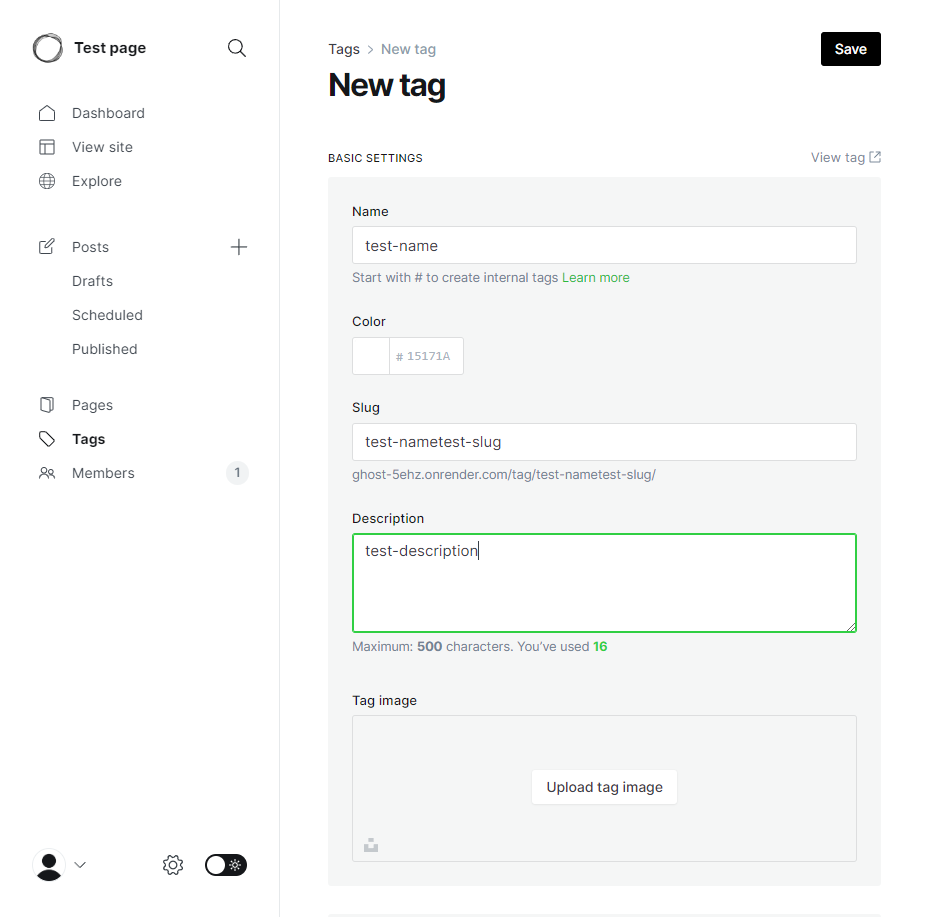 Test page
Dashboard
View site
Explore
Posts
Drafts
Scheduled
Published
Pages
Tags
Members 1
Tags > New tag
Save
New tag
BASIC SETTINGS
View tag
Name
test-name
Start with # to create internal tags Learn more
Color
# 15171A
Slug
test-nametest-slug
ghost-5ehz.onrender.com/tag/test-nametest-slug/
Description
test-description
Maximum: 500 characters. You’ve used 16
Tag image
Upload tag image